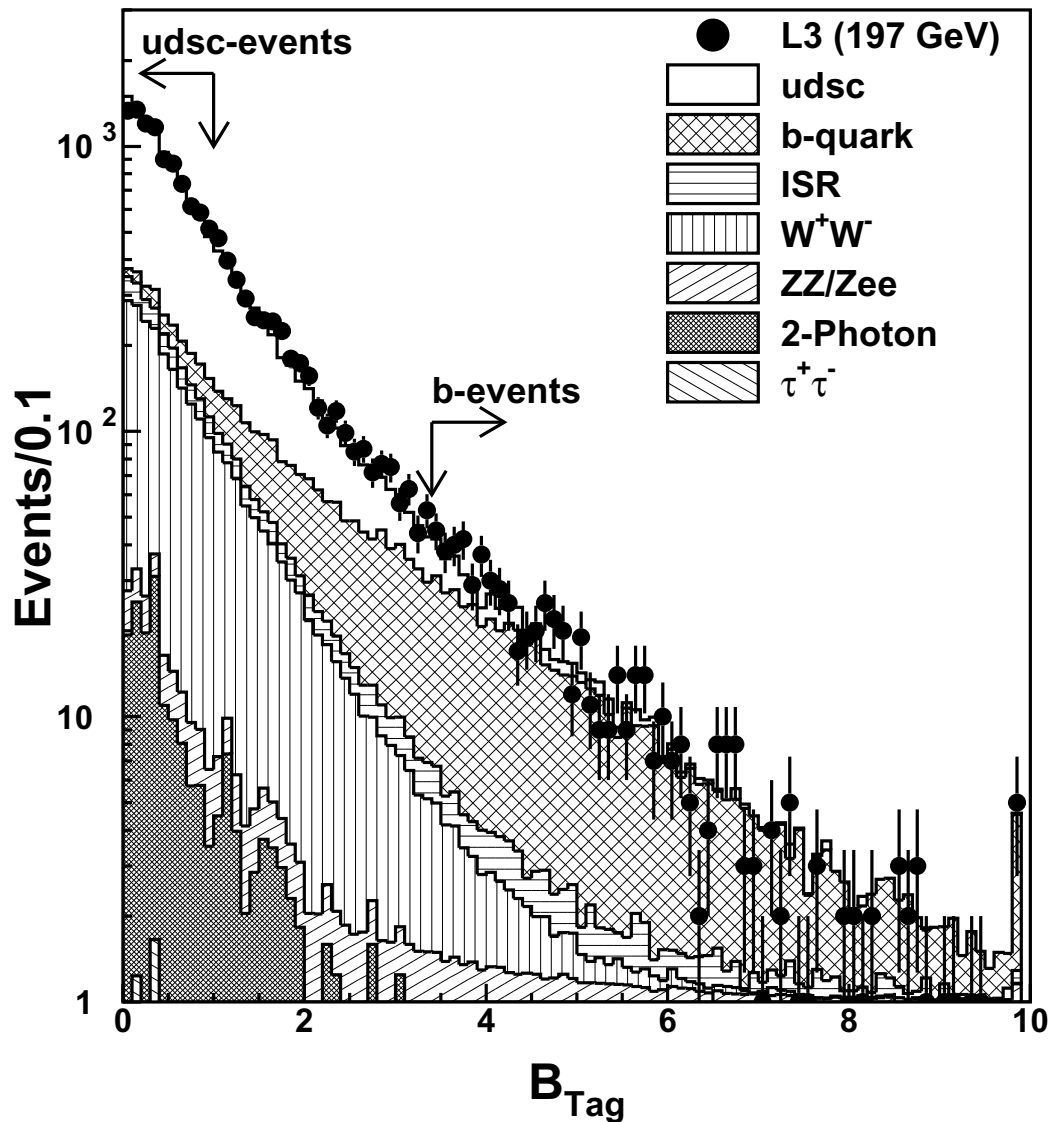 udsc-events
b-events
L3 (197 GeV)
udsc
b-quark
ISR
W⁺W⁻
ZZ/Zee
2-Photon
τ⁺τ⁻
Events/0.1
10³
10²
10
1
0 2 4 6 8 10
B_Tag